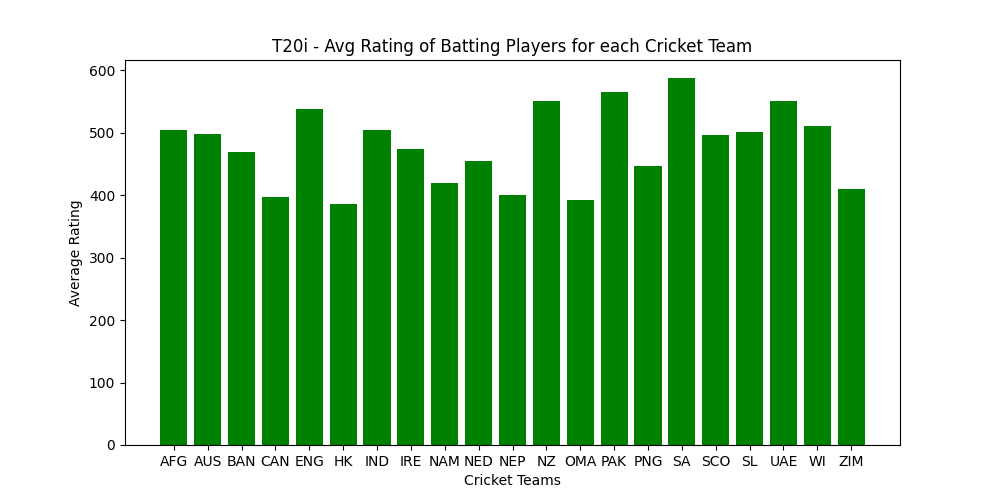 T20i - Avg Rating of Batting Players for each Cricket Team
600
500
400
300
200
100
0
Average Rating
AFG AUS BAN CAN ENG HK IND IRE NAM NED NEP NZ OMA PAK PNG SA SCO SL UAE WI ZIM
Cricket Teams